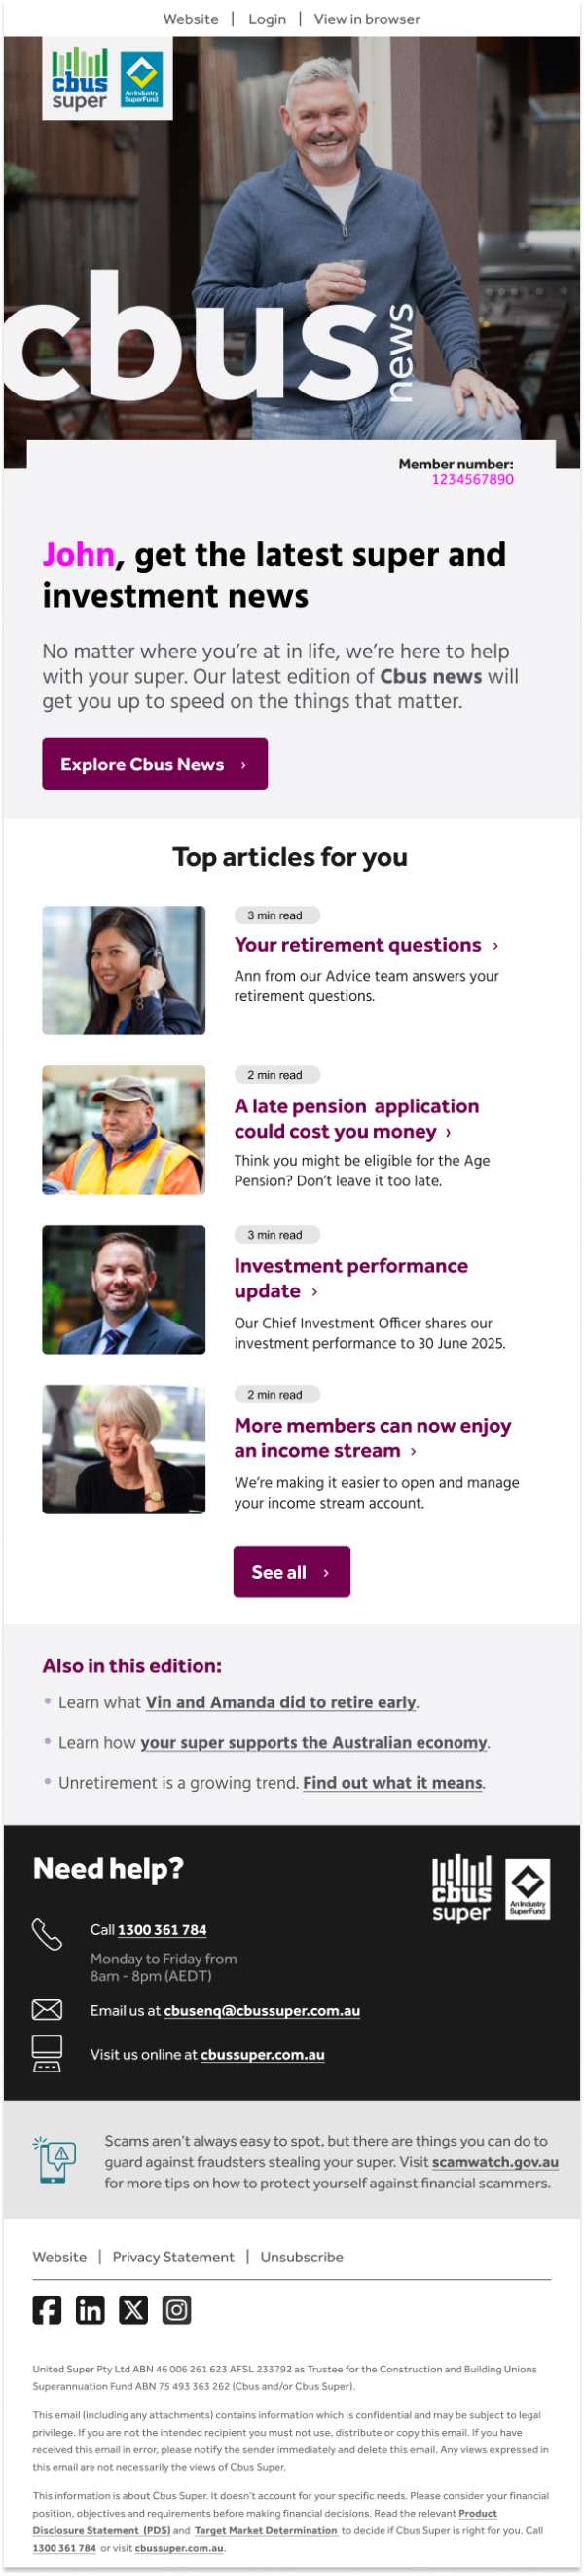 Website | Login | View in browser
cbus
super
An Industry
SuperFund
cbus
news
Member number:
1234567890
John, get the latest super and
investment news
No matter where you're at in life, we're here to help
with your super. Our latest edition of Cbus news will
get you up to speed on the things that matter.
Explore Cbus News ›
Top articles for you
3 min read
Your retirement questions ›
Ann from our Advice team answers your
retirement questions.
2 min read
A late pension application
could cost you money ›
Think you might be eligible for the Age
Pension? Don't leave it too late.
3 min read
Investment performance
update ›
Our Chief Investment Officer shares our
investment performance to 30 June 2025.
2 min read
More members can now enjoy
an income stream ›
We're making it easier to open and manage
your income stream account.
See all ›
Also in this edition:
• Learn what Vin and Amanda did to retire early.
• Learn how your super supports the Australian economy.
• Unretirement is a growing trend. Find out what it means.
Need help?
cbus
super
An Industry
SuperFund
Call 1300 361 784
Monday to Friday from
8am - 8pm (AEDT)
Email us at cbusenq@cbussuper.com.au
Visit us online at cbussuper.com.au
Scams aren't always easy to spot, but there are things you can do to
guard against fraudsters stealing your super. Visit scamwatch.gov.au
for more tips on how to protect yourself against financial scammers.
Website | Privacy Statement | Unsubscribe
United Super Pty Ltd ABN 46 006 261 623 AFSL 233792 as Trustee for the Construction and Building Unions
Superannuation Fund ABN 75 493 363 262 (Cbus and/or Cbus Super).
This email (including any attachments) contains information which is confidential and may be subject to legal
privilege. If you are not the intended recipient you must not use, distribute or copy this email. If you have
received this email in error, please notify the sender immediately and delete this email. Any views expressed in
this email are not necessarily the views of Cbus Super.
This information is about Cbus Super. It doesn't account for your specific needs. Please consider your financial
position, objectives and requirements before making financial decisions. Read the relevant Product
Disclosure Statement (PDS) and Target Market Determination to decide if Cbus Super is right for you. Call
1300 361 784 or visit cbussuper.com.au.